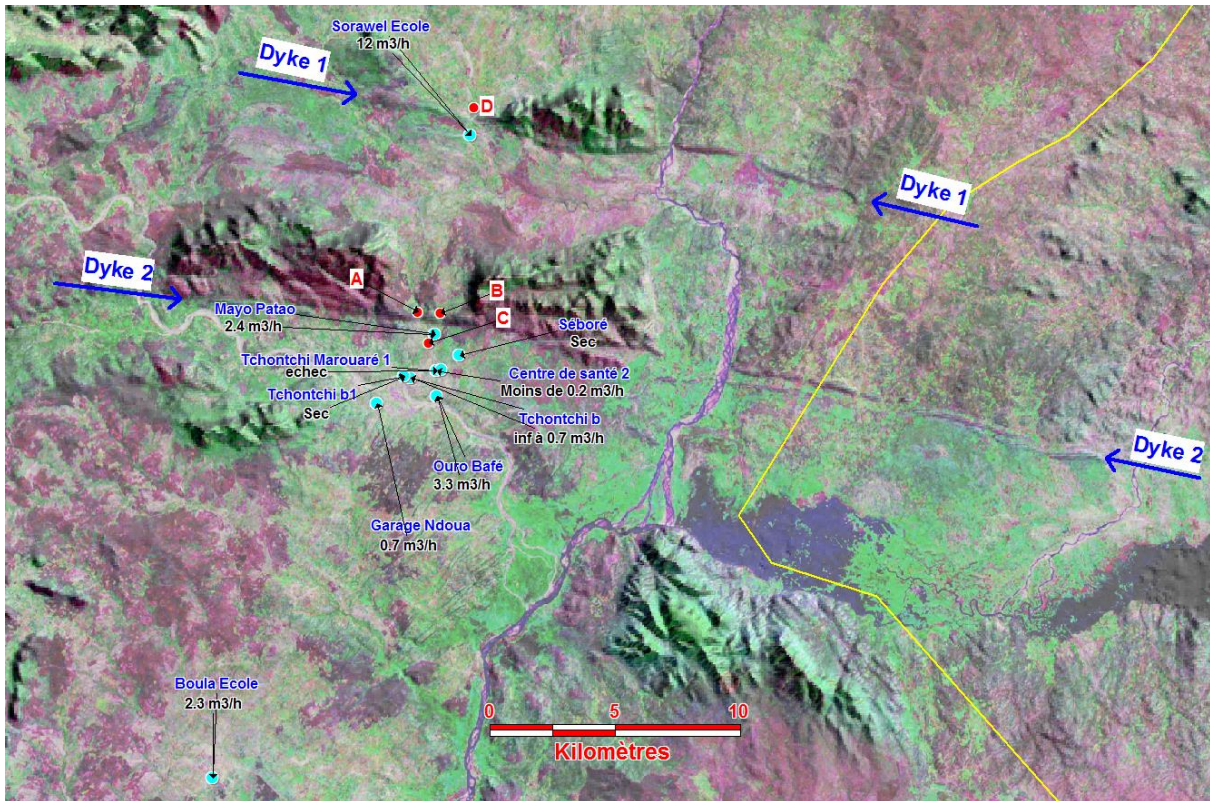 Sorawel Ecole
12 m3/h
Dyke 1
D
Dyke 1
Dyke 2
A
B
Mayo Patao
2.4 m3/h
C
Séboré
Sec
Tchontchi Marouaré 1
echec
Centre de santé 2
Moins de 0.2 m3/h
Tchontchi b1
Sec
Tchontchi b
inf à 0.7 m3/h
Dyke 2
Ouro Bafé
3.3 m3/h
Garage Ndoua
0.7 m3/h
Boula Ecole
2.3 m3/h
0 5 10
Kilomètres